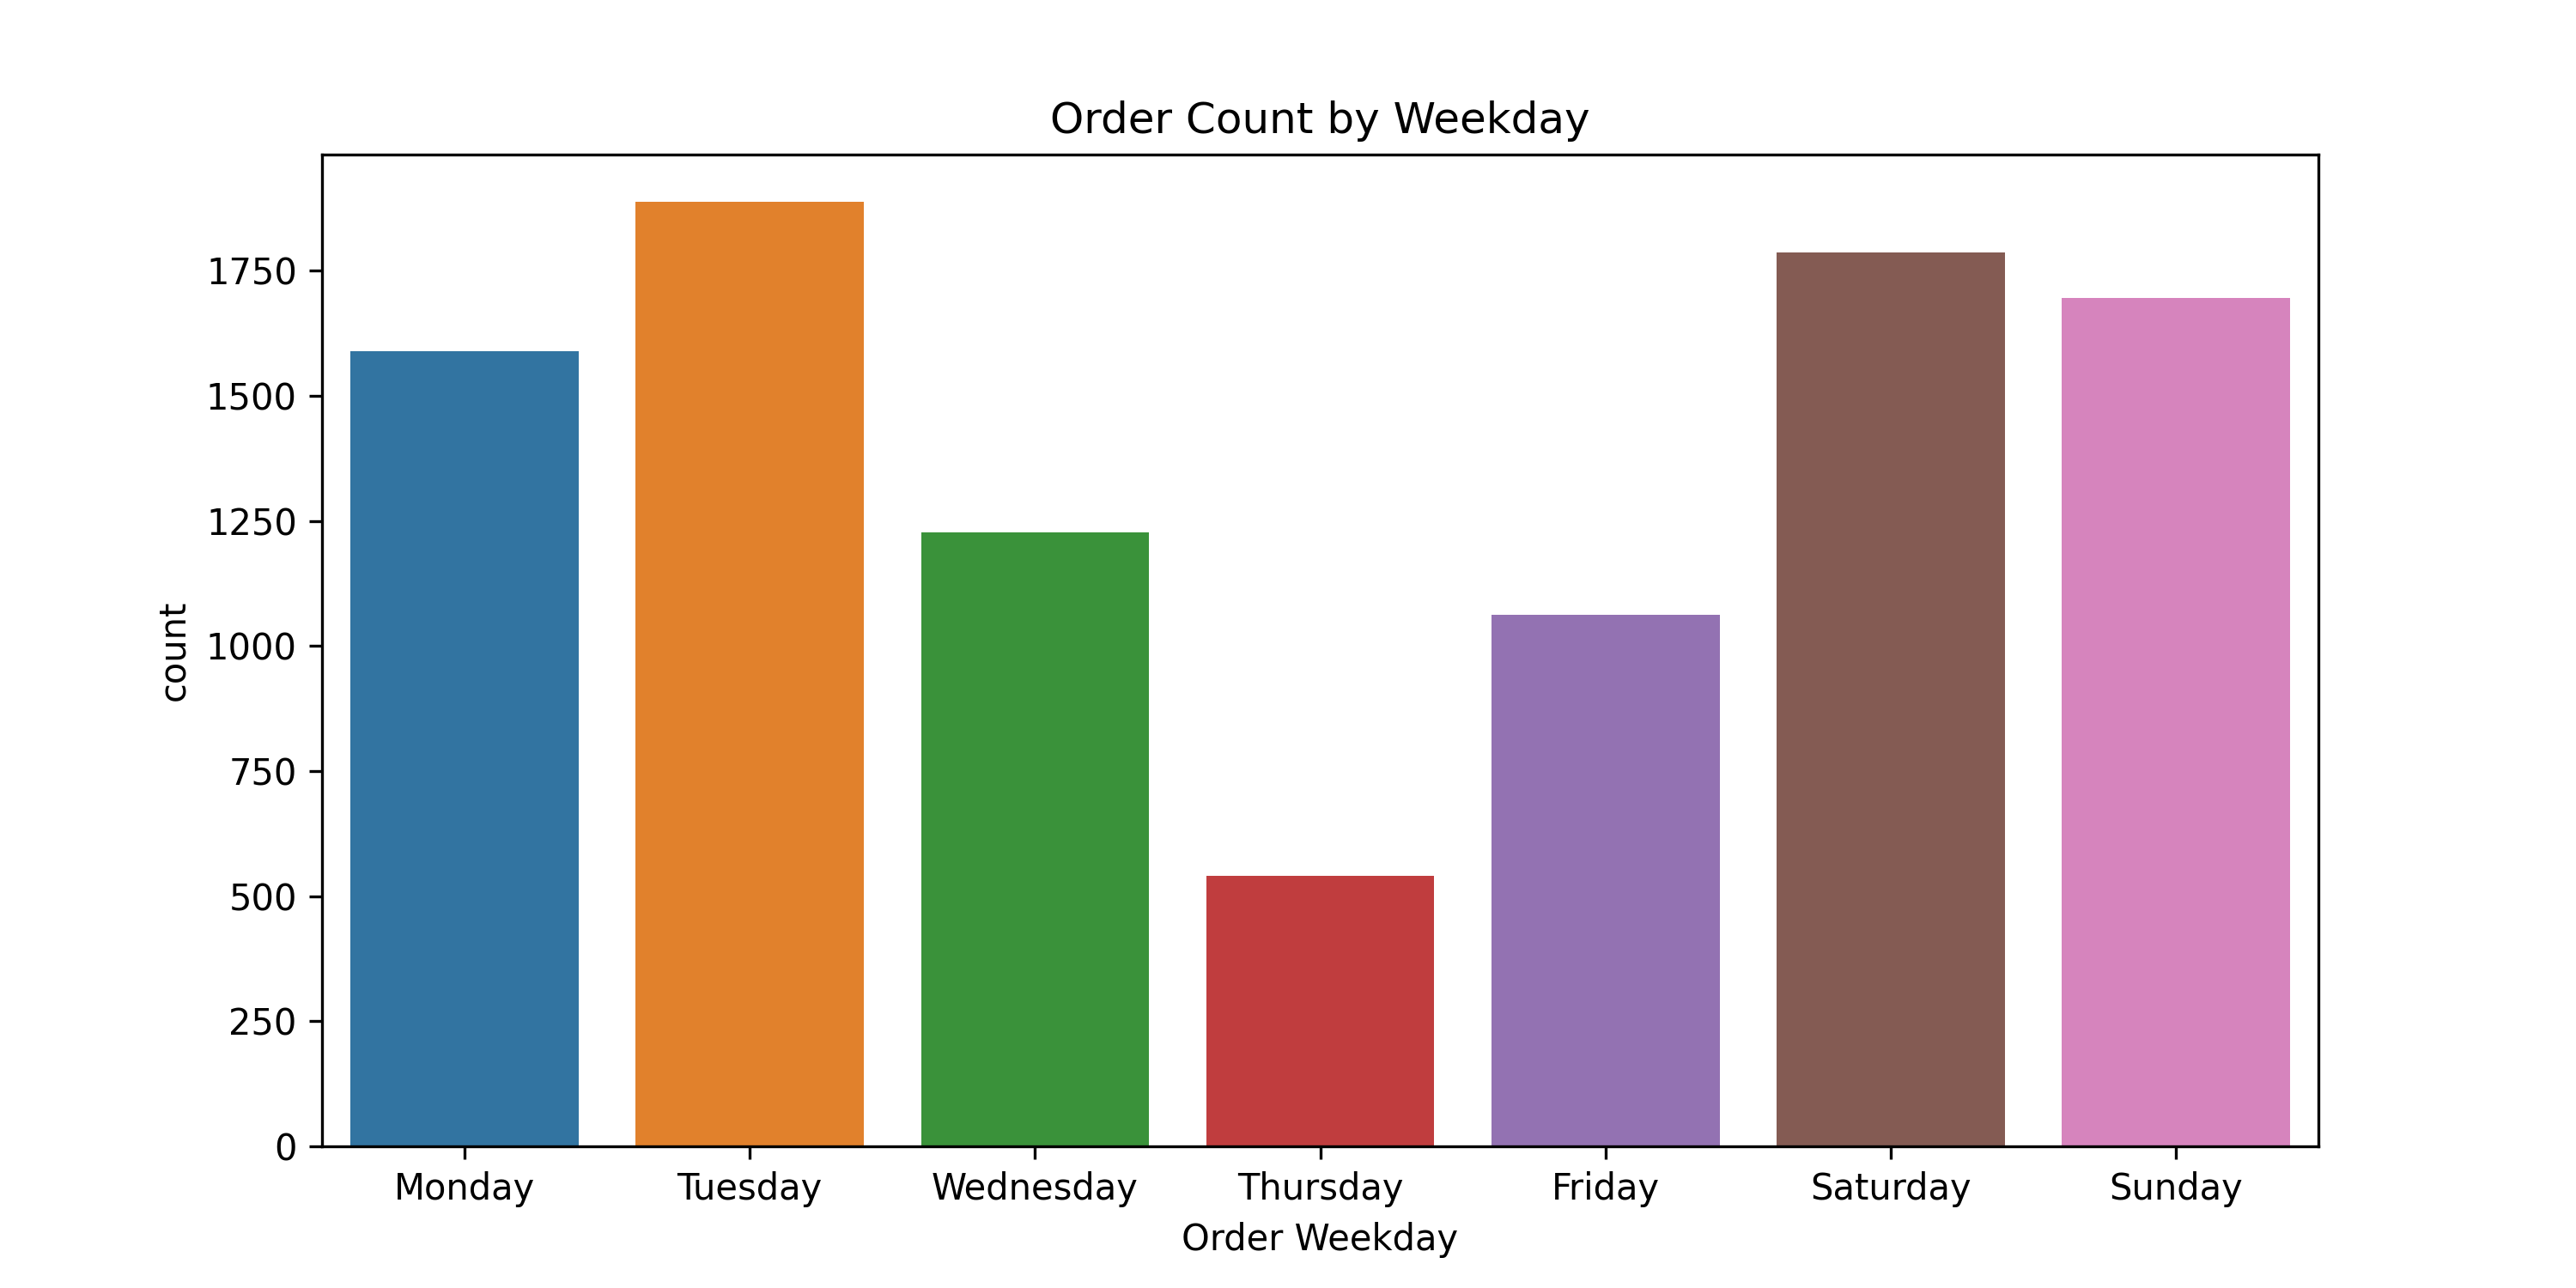 Order Count by Weekday
count
1750
1500
1250
1000
750
500
250
0
Monday Tuesday Wednesday Thursday Friday Saturday Sunday
Order Weekday